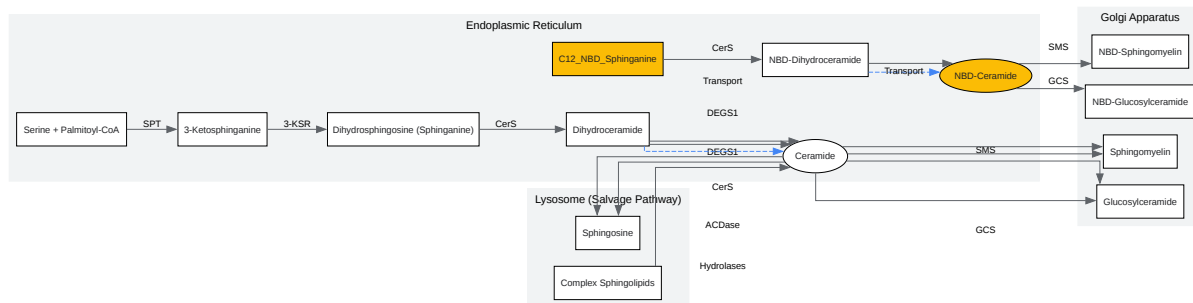 Endoplasmic Reticulum
Golgi Apparatus
C12_NBD_Sphinganine
CerS
NBD-Dihydroceramide
Transport
NBD-Ceramide
SMS
NBD-Sphingomyelin
Transport
GCS
NBD-Glucosylceramide
DEGS1
Serine + Palmitoyl-CoA
SPT
3-Ketosphinganine
3-KSR
Dihydrosphingosine (Sphinganine)
CerS
Dihydroceramide
DEGS1
Ceramide
SMS
Sphingomyelin
CerS
Lysosome (Salvage Pathway)
Glucosylceramide
Sphingosine
ACDase
GCS
Hydrolases
Complex Sphingolipids